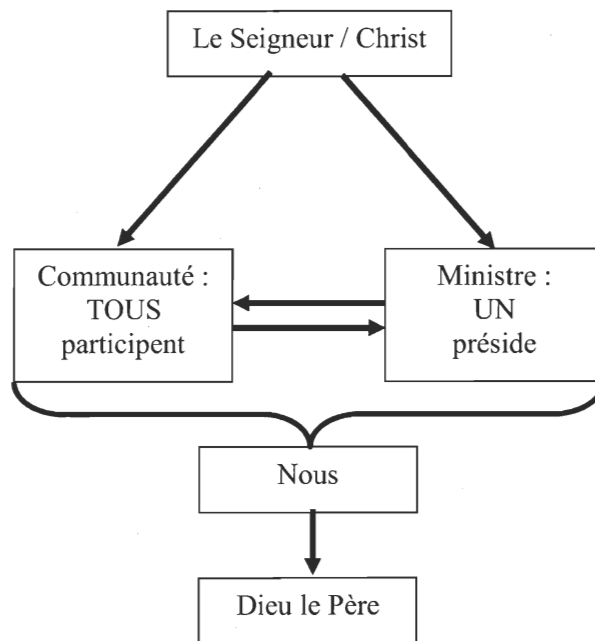 Le Seigneur / Christ
Communauté :
TOUS
participent
Ministre :
UN
préside
Nous
Dieu le Père